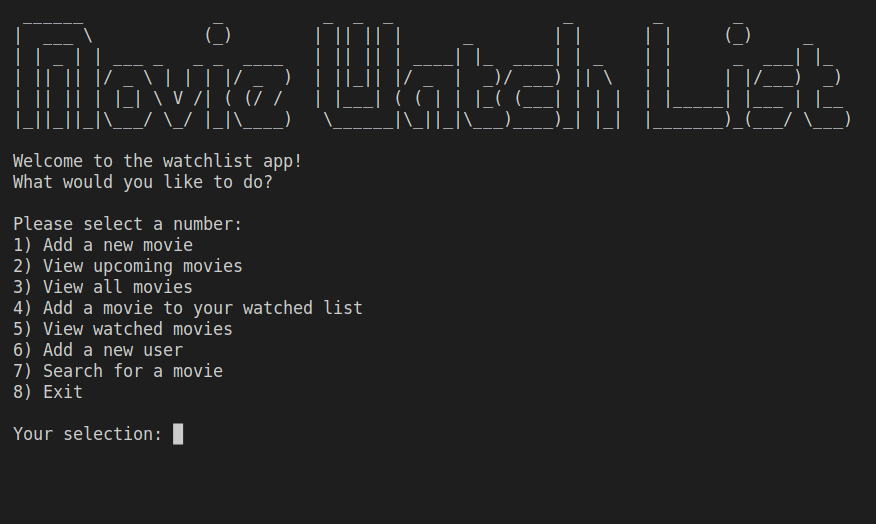 Movie Watch List
Welcome to the watchlist app!
What would you like to do?
Please select a number:
1) Add a new movie
2) View upcoming movies
3) View all movies
4) Add a movie to your watched list
5) View watched movies
6) Add a new user
7) Search for a movie
8) Exit
Your selection: